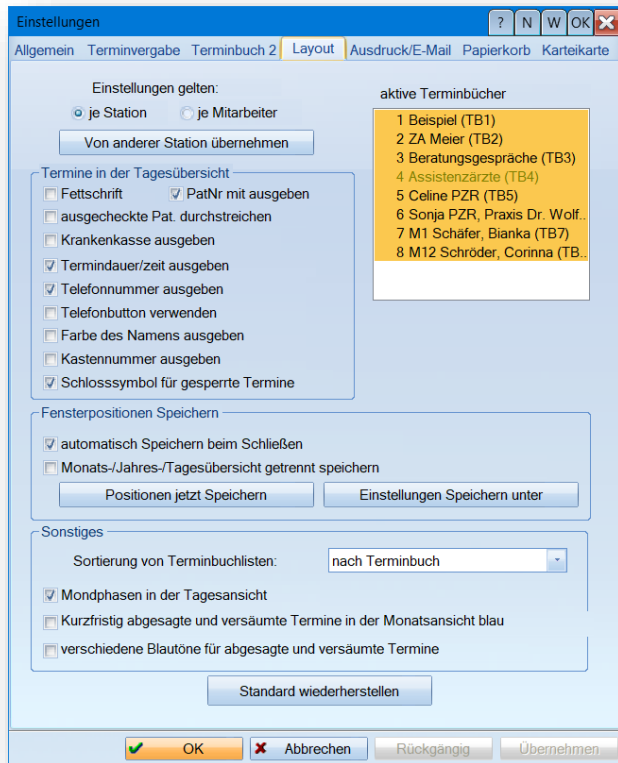 Einstellungen ? N W OK
Allgemein Terminvergabe Terminbuch 2 Layout Ausdruck/E-Mail Papierkorb Karteikarte
Einstellungen gelten:
je Station je Mitarbeiter
Von anderer Station übernehmen
aktive Terminbücher
1 Beispiel (TB1)
2 ZA Meier (TB2)
3 Beratungsgespräche (TB3)
4 Assistenzärzte (TB4)
5 Celine PZR (TB5)
6 Sonja PZR, Praxis Dr. Wolf..
7 M1 Schäfer, Bianka (TB7)
8 M12 Schröder, Corinna (TB..
Termine in der Tagesübersicht
Fettschrift PatNr mit ausgeben
ausgecheckte Pat. durchstreichen
Krankenkasse ausgeben
Termindauer/zeit ausgeben
Telefonnummer ausgeben
Telefonbutton verwenden
Farbe des Namens ausgeben
Kastennummer ausgeben
Schlosssymbol für gesperrte Termine
Fensterpositionen Speichern
automatisch Speichern beim Schließen
Monats-/Jahres-/Tagesübersicht getrennt speichern
Positionen jetzt Speichern Einstellungen Speichern unter
Sonstiges
Sortierung von Terminbuchlisten: nach Terminbuch
Mondphasen in der Tagesansicht
Kurzfristig abgesagte und versäumte Termine in der Monatsansicht blau
verschiedene Blautöne für abgesagte und versäumte Termine
Standard wiederherstellen
OK Abbrechen Rückgängig Übernehmen